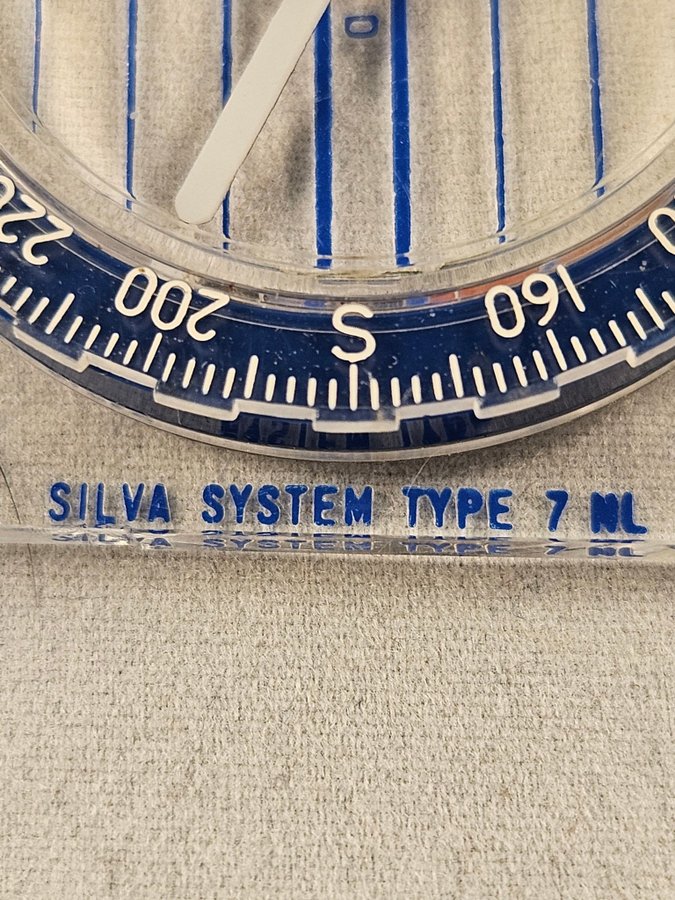 220 200 S 160
SILVA SYSTEM TYPE 7 NL